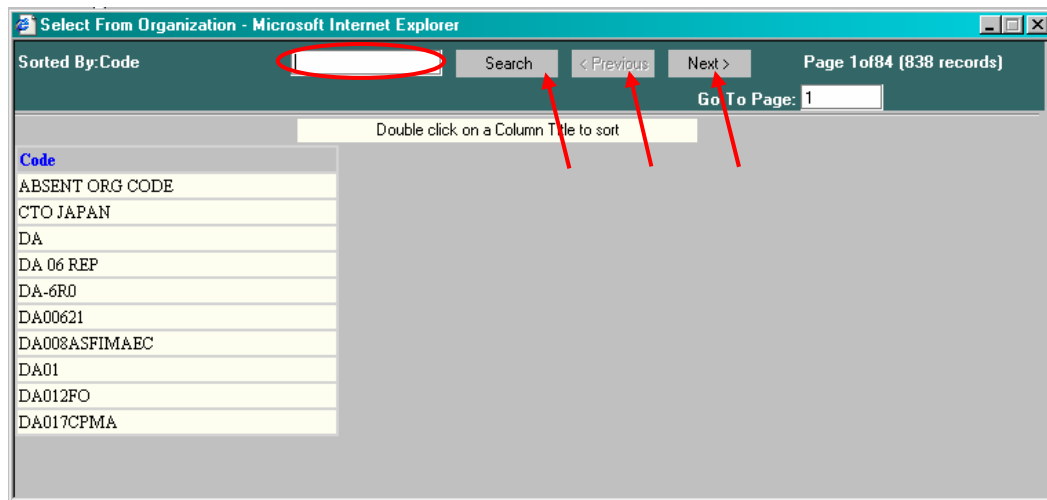 Select From Organization - Microsoft Internet Explorer
Sorted By:Code Search < Previous Next > Page 1of84 (838 records)
Go To Page: 1
Double click on a Column Title to sort
Code
ABSENT ORG CODE
CTO JAPAN
DA
DA 06 REP
DA-6R0
DA00621
DA008ASFIMAEC
DA01
DA012FO
DA017CPMA